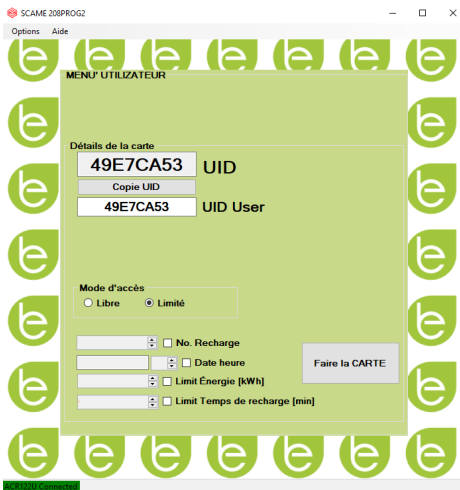 SCAME 208PROG2
Options Aide
MENU' UTILIZATEUR
Détails de la carte
49E7CA53 UID
Copie UID
49E7CA53 UID User
Mode d'accès
Libre Limité
No. Recharge
Date heure
Faire la CARTE
Limit Énergie [kWh]
Limit Temps de recharge [min]
ACR122U Connected